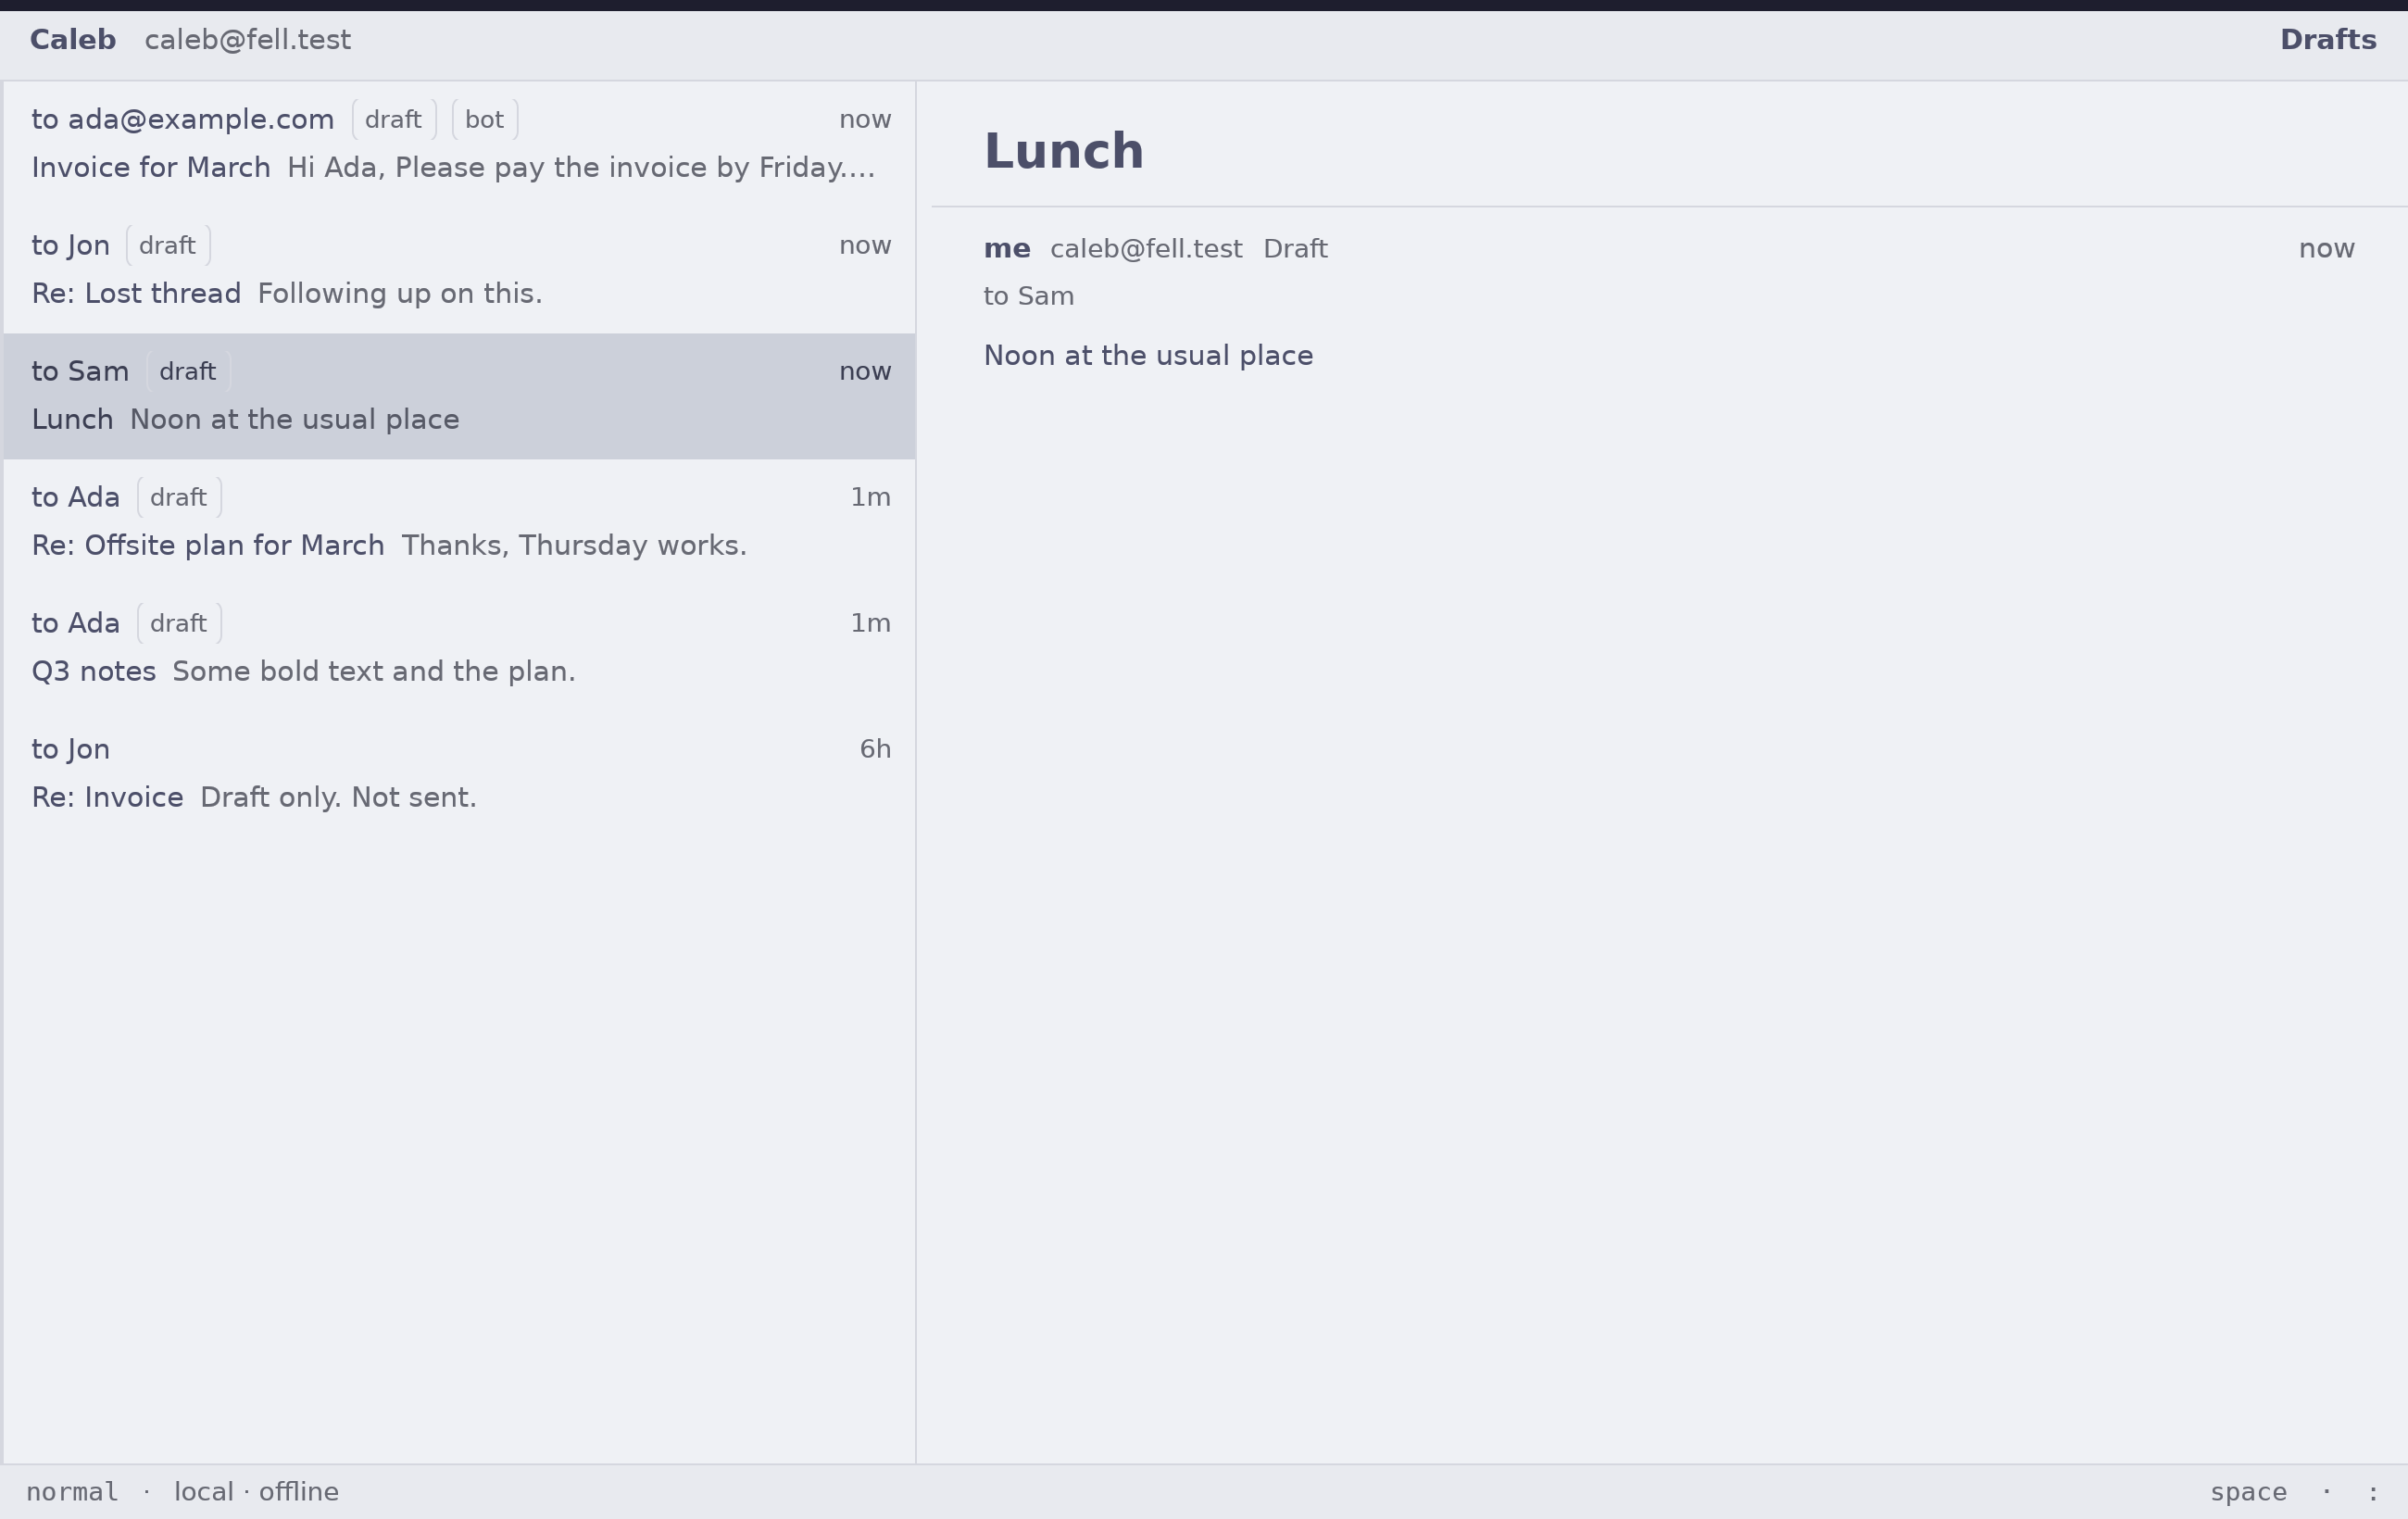 Caleb caleb@fell.test Drafts
to ada@example.com draft bot now
Invoice for March Hi Ada, Please pay the invoice by Friday....
to Jon draft now
Re: Lost thread Following up on this.
to Sam draft now
Lunch Noon at the usual place
to Ada draft 1m
Re: Offsite plan for March Thanks, Thursday works.
to Ada draft 1m
Q3 notes Some bold text and the plan.
to Jon 6h
Re: Invoice Draft only. Not sent.
Lunch
me caleb@fell.test Draft now
to Sam
Noon at the usual place
normal · local · offline space · :